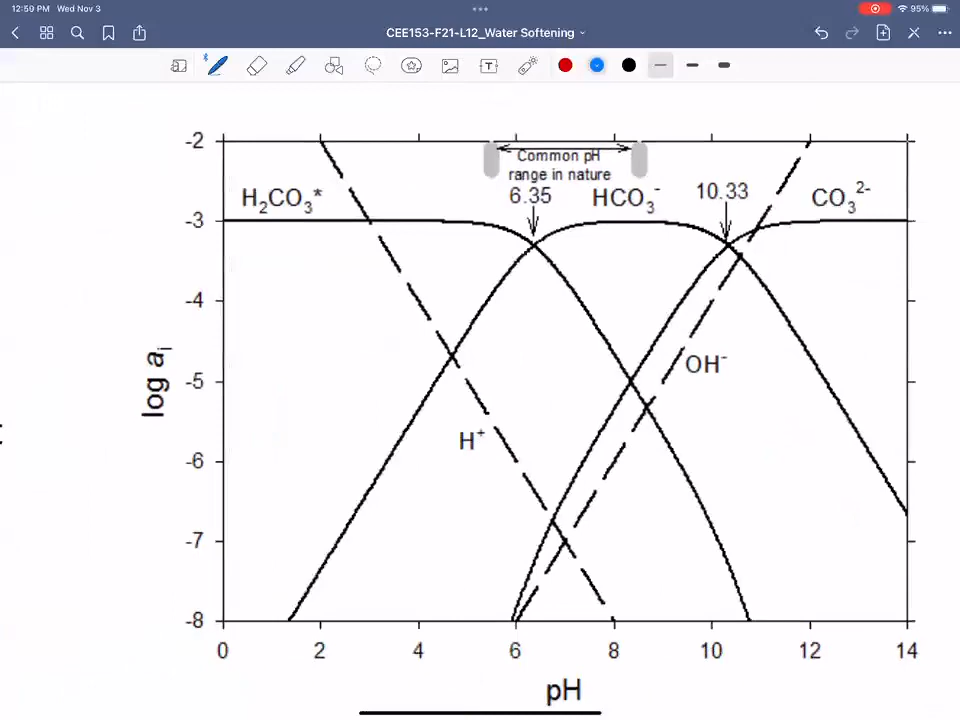 12:59 PM Wed Nov 3
95%
CEE153-F21-L12_Water Softening
T
-2
Common pH
range in nature
H₂CO₃*
6.35
HCO₃⁻
10.33
CO₃²⁻
-3
-4
log aᵢ
OH⁻
-5
H⁺
-6
-7
-8
0 2 4 6 8 10 12 14
pH